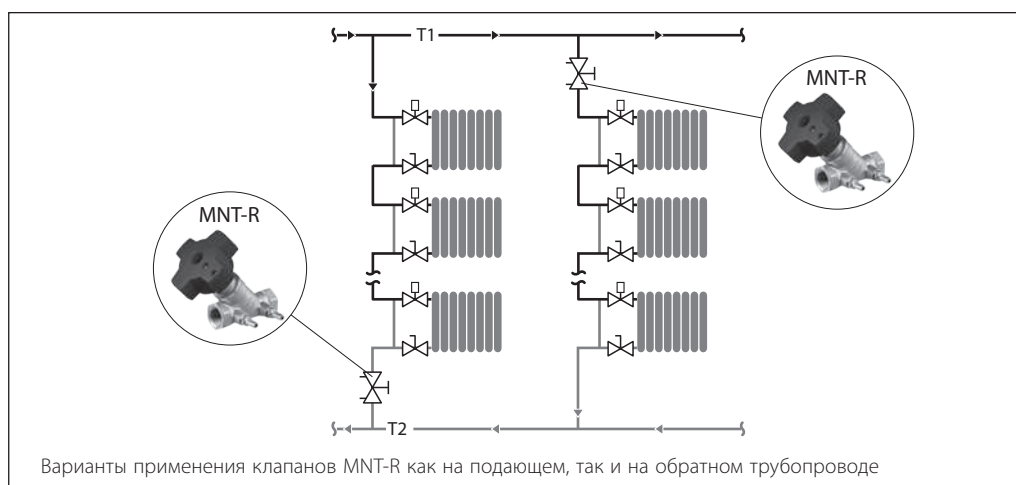 T1
MNT-R
MNT-R
T2
Варианты применения клапанов MNT-R как на подающем, так и на обратном трубопроводе